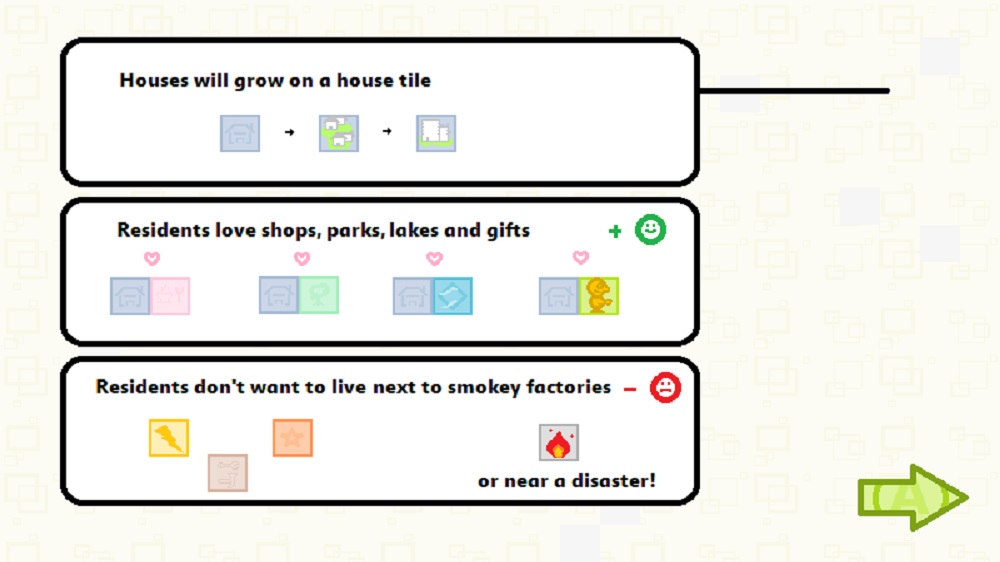 Houses will grow on a house tile
Residents love shops, parks, lakes and gifts
+
Residents don't want to live next to smokey factories
–
or near a disaster!
A